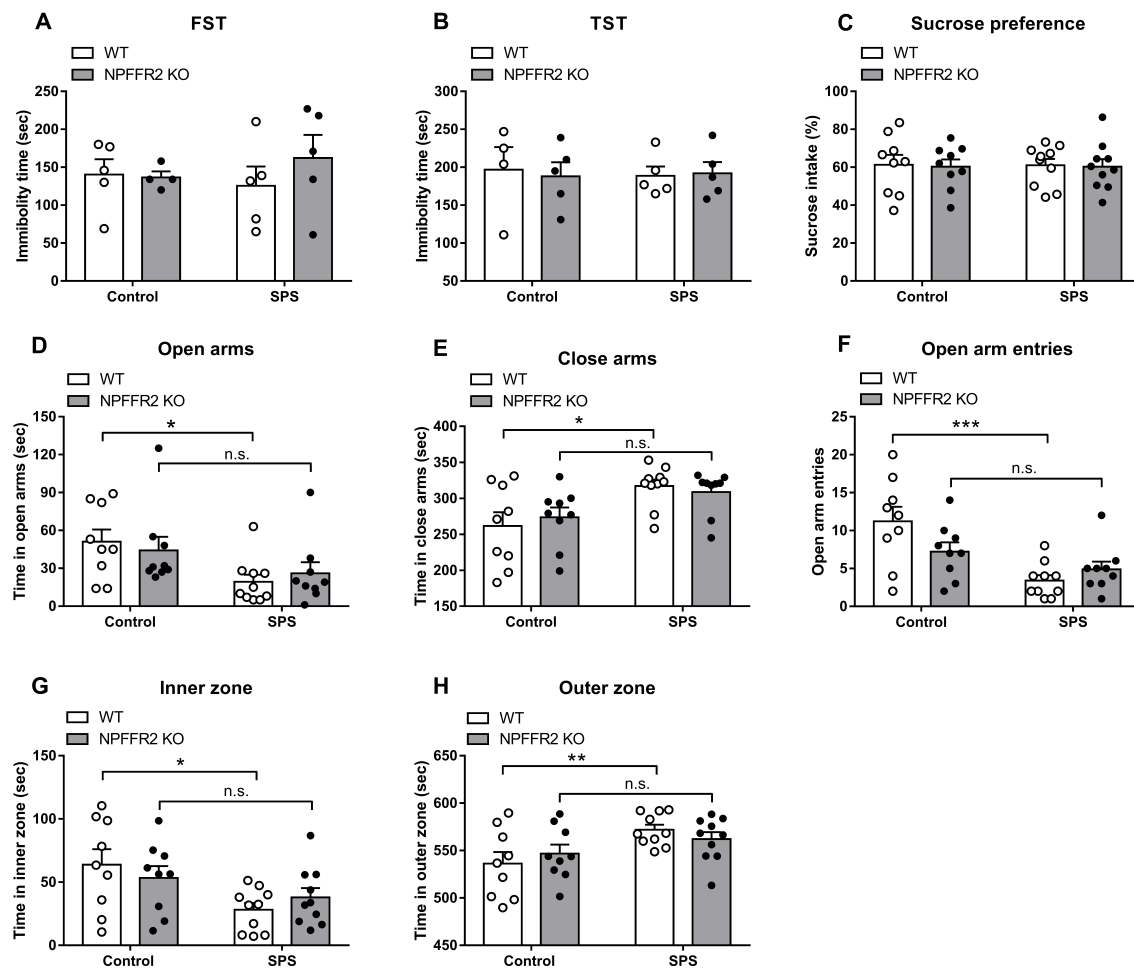 A FST
WT
NPFFR2 KO
Immibolity time (sec)
250
200
150
100
50
0
Control SPS
B TST
WT
NPFFR2 KO
Immibolity time (sec)
300
250
200
150
100
50
Control SPS
C Sucrose preference
WT
NPFFR2 KO
Sucrose intake (%)
100
80
60
40
20
0
Control SPS
D Open arms
WT
NPFFR2 KO
Time in open arms (sec)
150
120
90
60
30
0
*
n.s.
Control SPS
E Close arms
WT
NPFFR2 KO
Time in close arms (sec)
400
350
300
250
200
150
*
n.s.
Control SPS
F Open arm entries
WT
NPFFR2 KO
Open arm entries
25
20
15
10
5
0
***
n.s.
Control SPS
G Inner zone
WT
NPFFR2 KO
Time in inner zone (sec)
150
100
50
0
*
n.s.
Control SPS
H Outer zone
WT
NPFFR2 KO
Time in outer zone (sec)
650
600
550
500
450
**
n.s.
Control SPS